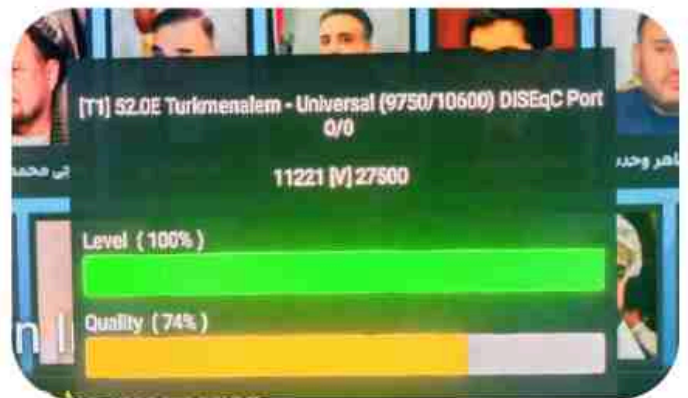 [T1] 52.0E Turkmenalem - Universal (9750/10600) DISEqC Port
0/0
11221 [V] 27500
Level (100%)
Quality (74%)